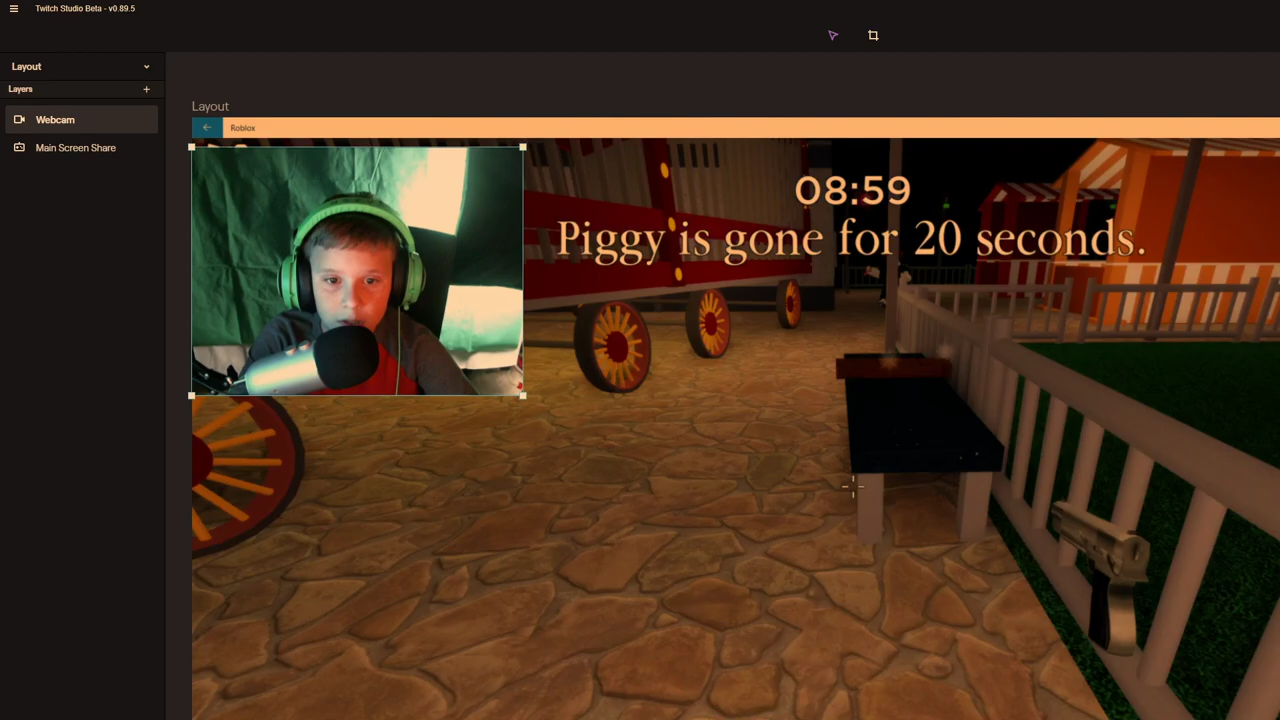 Twitch Studio Beta - v0.89.5
Layout
Layers
Webcam
Main Screen Share
Layout
Roblox
08:59
Piggy is gone for 20 seconds.